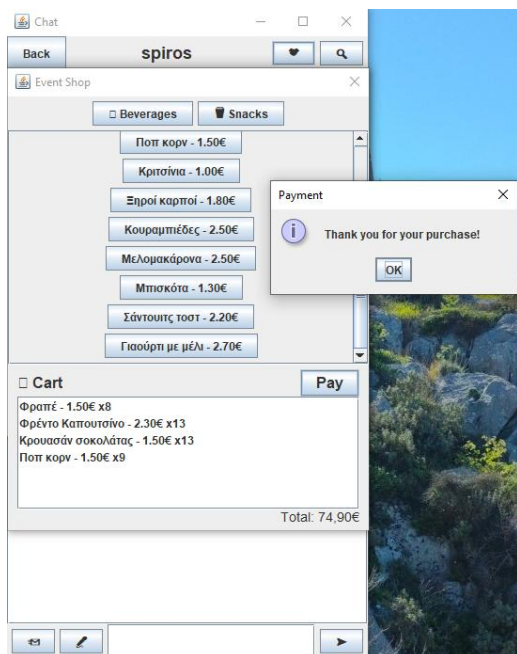 Chat
Back
spiros
Event Shop
Beverages
Snacks
Ποπ κορν - 1.50€
Κριτσίνια - 1.00€
Ξηροί καρποί - 1.80€
Κουραμπιέδες - 2.50€
Μελομακάρονα - 2.50€
Μπισκότα - 1.30€
Σάντουιτς τοστ - 2.20€
Γιαούρτι με μέλι - 2.70€
Payment
Thank you for your purchase!
OK
Cart
Pay
Φραπέ - 1.50€ x8
Φρέντο Καπουτσίνο - 2.30€ x13
Κρουασάν σοκολάτας - 1.50€ x13
Ποπ κορν - 1.50€ x9
Total: 74,90€